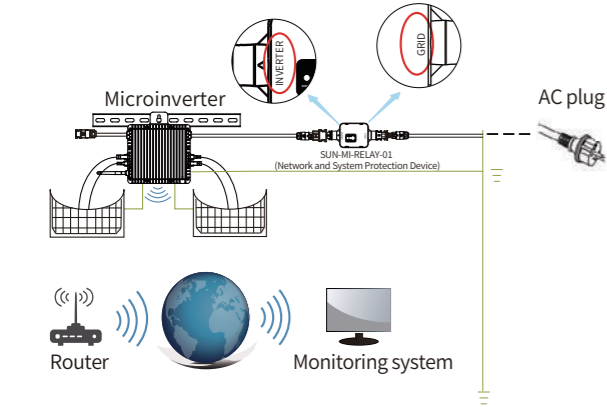 INVERTER
GRID
Microinverter
AC plug
SUN-MI-RELAY-01
(Network and System Protection Device)
Router
Monitoring system